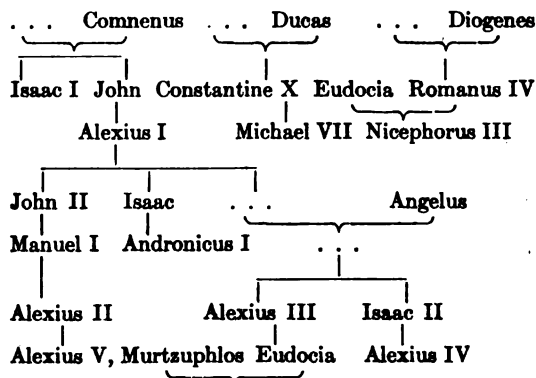 . . . Comnenus . . . Ducas . . . Diogenes
Isaac I John Constantine X Eudocia Romanus IV
Alexius I Michael VII Nicephorus III
John II Isaac . . . Angelus
Manuel I Andronicus I . . .
Alexius II Alexius III Isaac II
Alexius V, Murtzuphlos Eudocia Alexius IV